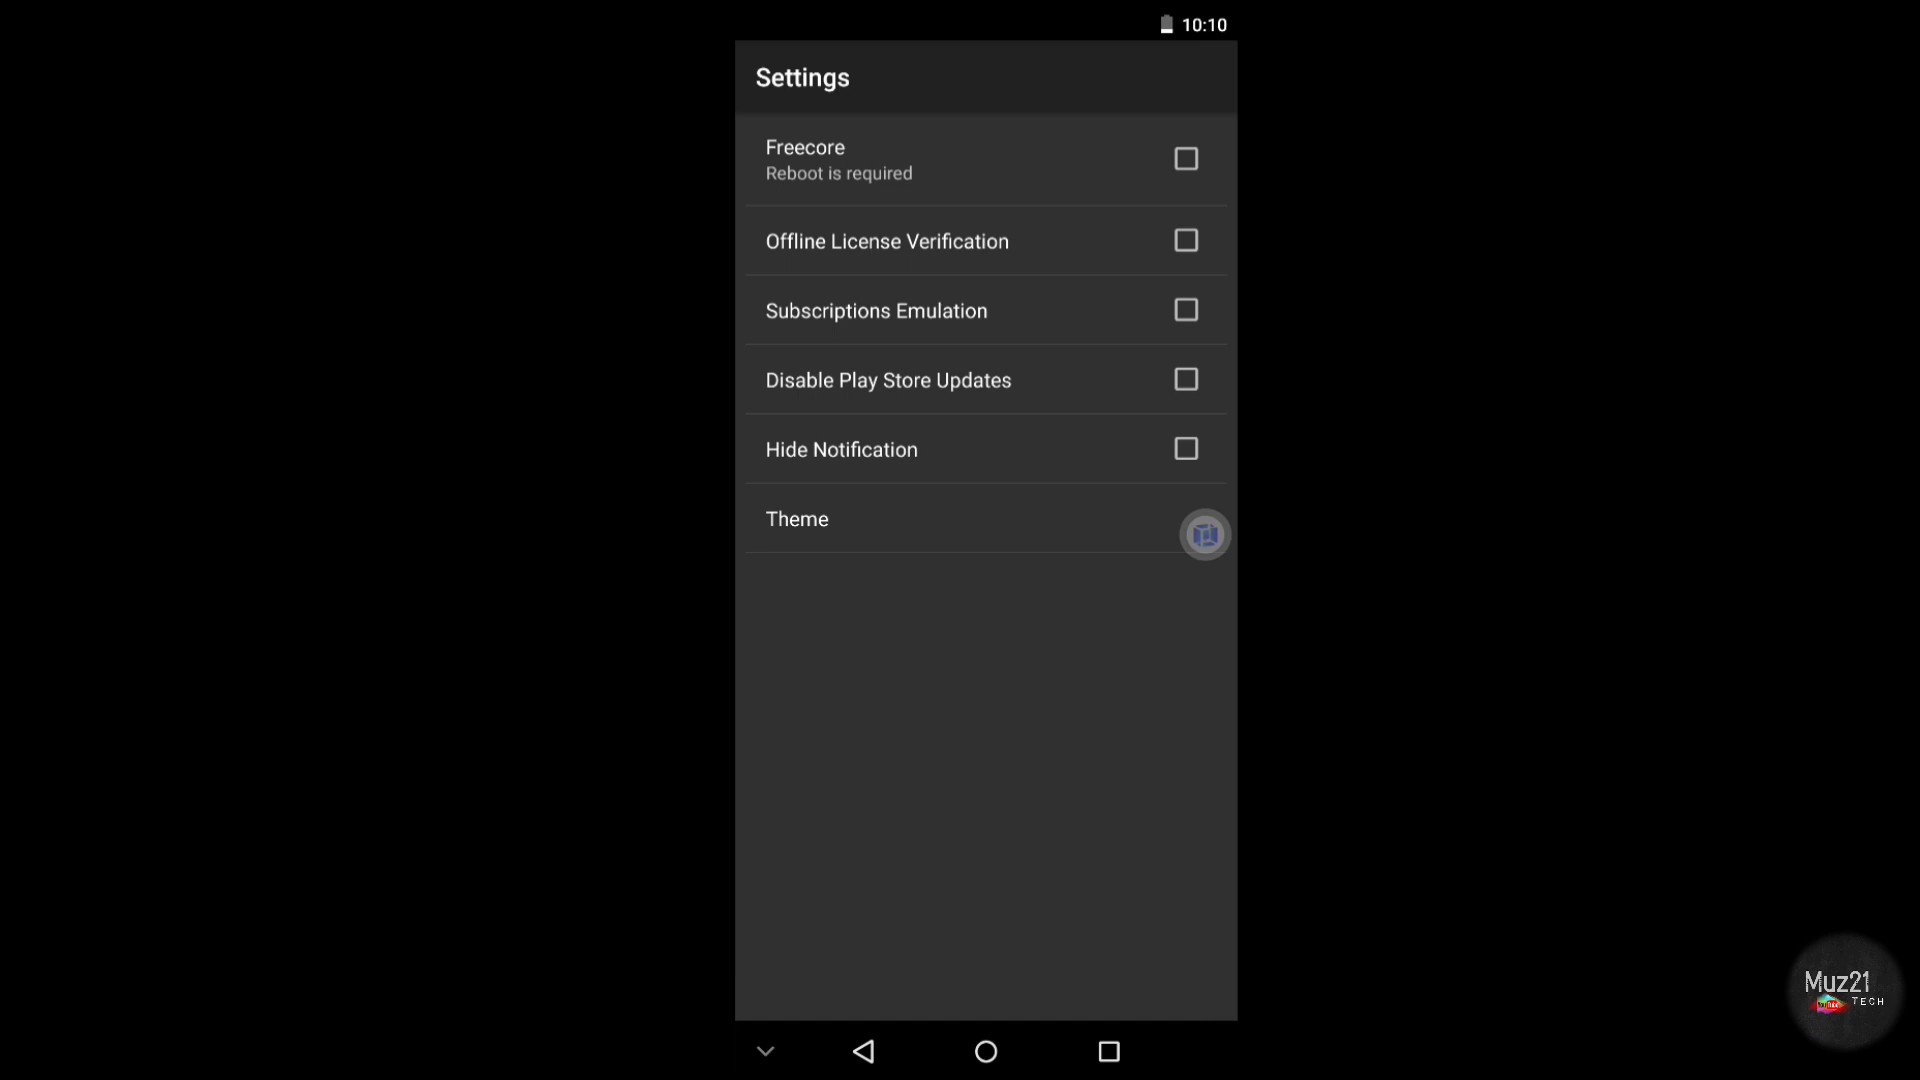 10:10
Settings
Freecore
Reboot is required
Offline License Verification
Subscriptions Emulation
Disable Play Store Updates
Hide Notification
Theme
Muz21
YouTube
TECH